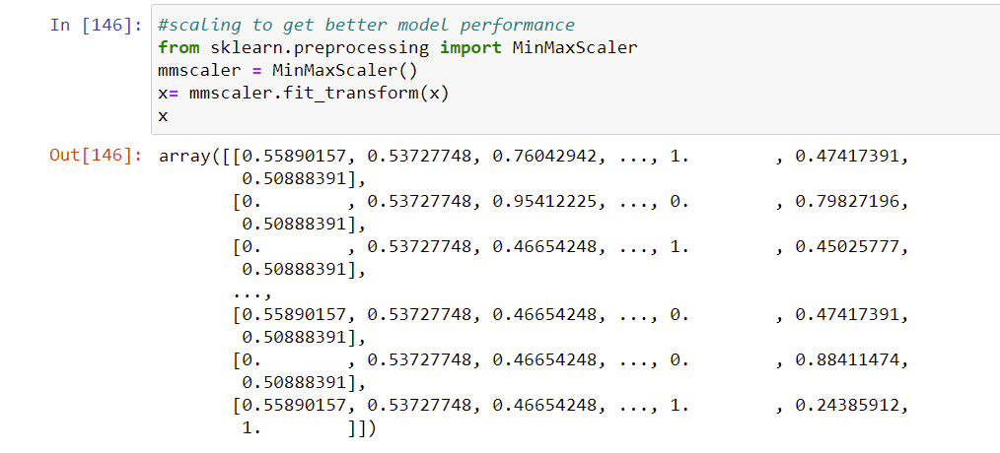 In [146]: #scaling to get better model performance
from sklearn.preprocessing import MinMaxScaler
mmscaler = MinMaxScaler()
x= mmscaler.fit_transform(x)
x
Out[146]: array([[0.55890157, 0.53727748, 0.76042942, ..., 1.        , 0.47417391,
0.50888391],
[0.        , 0.53727748, 0.95412225, ..., 0.        , 0.79827196,
0.50888391],
[0.        , 0.53727748, 0.46654248, ..., 1.        , 0.45025777,
0.50888391],
...,
[0.55890157, 0.53727748, 0.46654248, ..., 0.        , 0.47417391,
0.50888391],
[0.        , 0.53727748, 0.46654248, ..., 0.        , 0.88411474,
0.50888391],
[0.55890157, 0.53727748, 0.46654248, ..., 1.        , 0.24385912,
1.        ]])